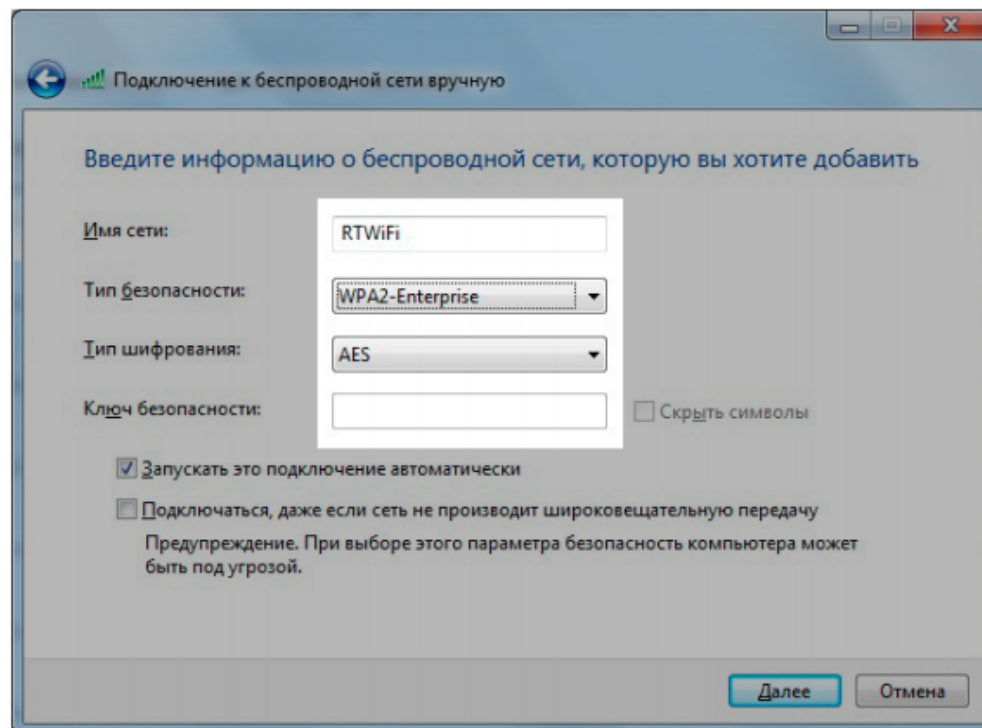 Подключение к беспроводной сети вручную
Введите информацию о беспроводной сети, которую вы хотите добавить
Имя сети:
RTWiFi
Тип безопасности:
WPA2-Enterprise
Тип шифрования:
AES
Ключ безопасности:
Скрыть символы
Запускать это подключение автоматически
Подключаться, даже если сеть не производит широковещательную передачу
Предупреждение. При выборе этого параметра безопасность компьютера может
быть под угрозой.
Далее
Отмена